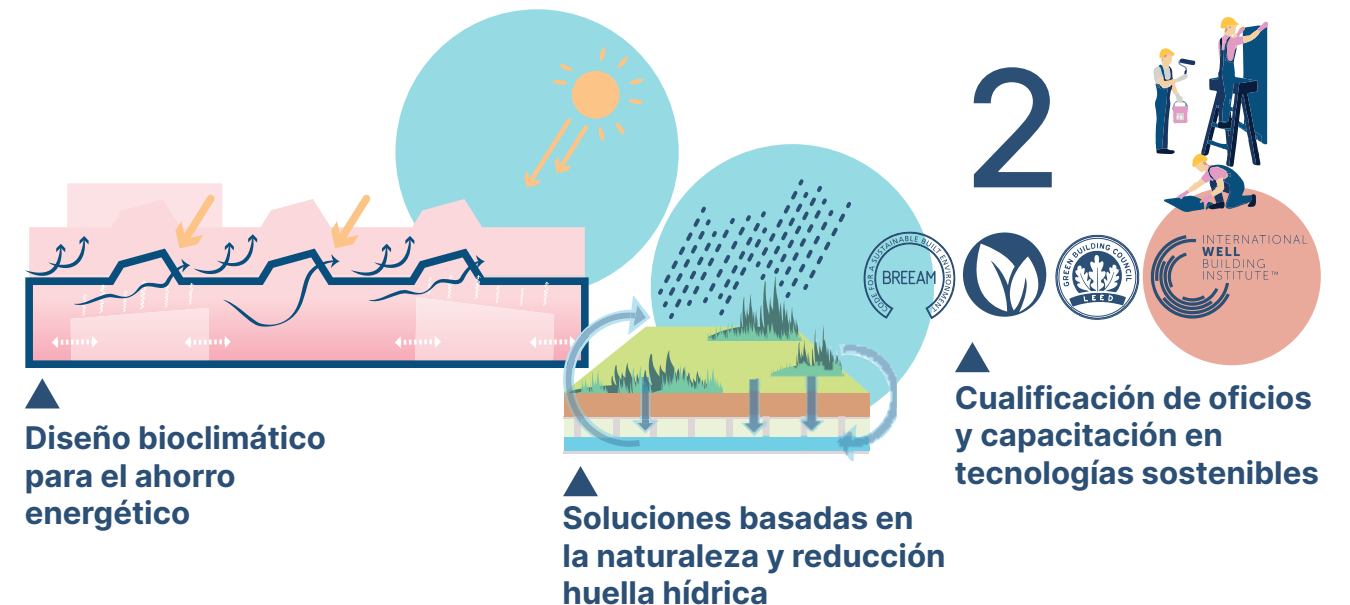 Diseño bioclimático
para el ahorro
energético
Soluciones basadas en
la naturaleza y reducción
huella hídrica
2
CODE FOR A SUSTAINABLE BUILT ENVIRONMENT
BREEAM
GREEN BUILDING COUNCIL
LEED
INTERNATIONAL
WELL
BUILDING
INSTITUTE™
Cualificación de oficios
y capacitación en
tecnologías sostenibles